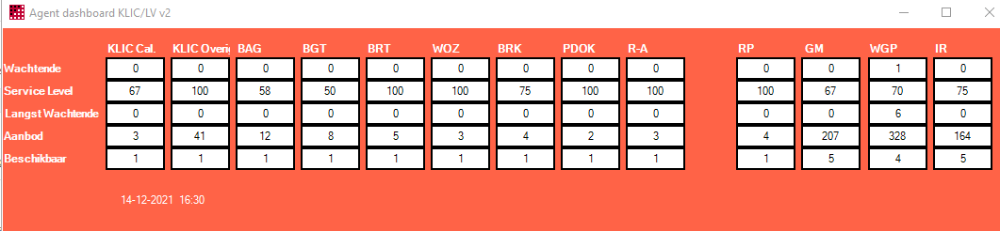 Agent dashboard KLIC/LV v2
KLIC Cal. KLIC Overig BAG BGT BRT WOZ BRK PDOK R-A RP GM WGP IR
Wachtende 0 0 0 0 0 0 0 0 0 0 0 1 0
Service Level 67 100 58 50 100 100 75 100 100 100 67 70 75
Langst Wachtende 0 0 0 0 0 0 0 0 0 0 0 6 0
Aanbod 3 41 12 8 5 3 4 2 3 4 207 328 164
Beschikbaar 1 1 1 1 1 1 1 1 1 1 5 4 5
14-12-2021 16:30